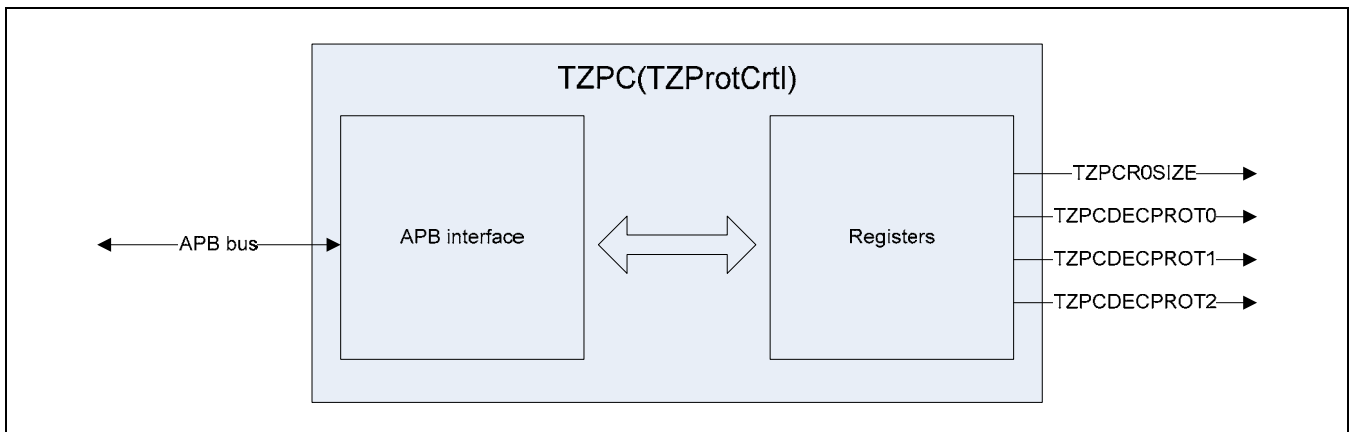 TZPC(TZProtCrtl)
APB bus
APB interface
Registers
TZPCR0SIZE
TZPCDECPROT0
TZPCDECPROT1
TZPCDECPROT2